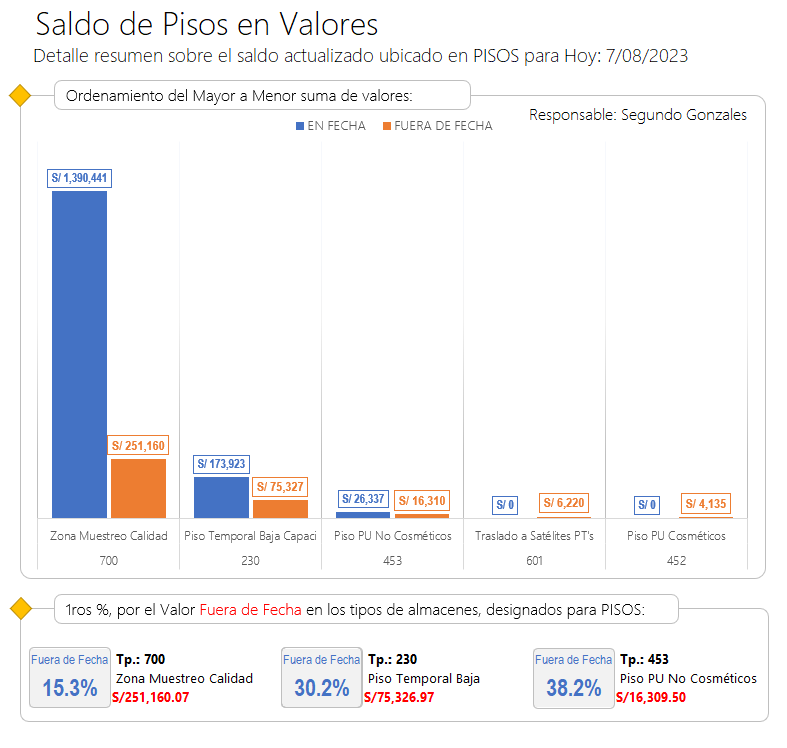 Saldo de Pisos en Valores
Detalle resumen sobre el saldo actualizado ubicado en PISOS para Hoy: 7/08/2023
Ordenamiento del Mayor a Menor suma de valores:
Responsable: Segundo Gonzales
EN FECHA FUERA DE FECHA
S/ 1,390,441
S/ 251,160
S/ 173,923
S/ 75,327
S/ 26,337
S/ 16,310
S/ 0
S/ 6,220
S/ 0
S/ 4,135
Zona Muestreo Calidad Piso Temporal Baja Capaci Piso PU No Cosméticos Traslado a Satélites PT's Piso PU Cosméticos
700 230 453 601 452
1ros %, por el Valor Fuera de Fecha en los tipos de almacenes, designados para PISOS:
Fuera de Fecha
15.3%
Tp.: 700
Zona Muestreo Calidad
S/251,160.07
Fuera de Fecha
30.2%
Tp.: 230
Piso Temporal Baja
S/75,326.97
Fuera de Fecha
38.2%
Tp.: 453
Piso PU No Cosméticos
S/16,309.50